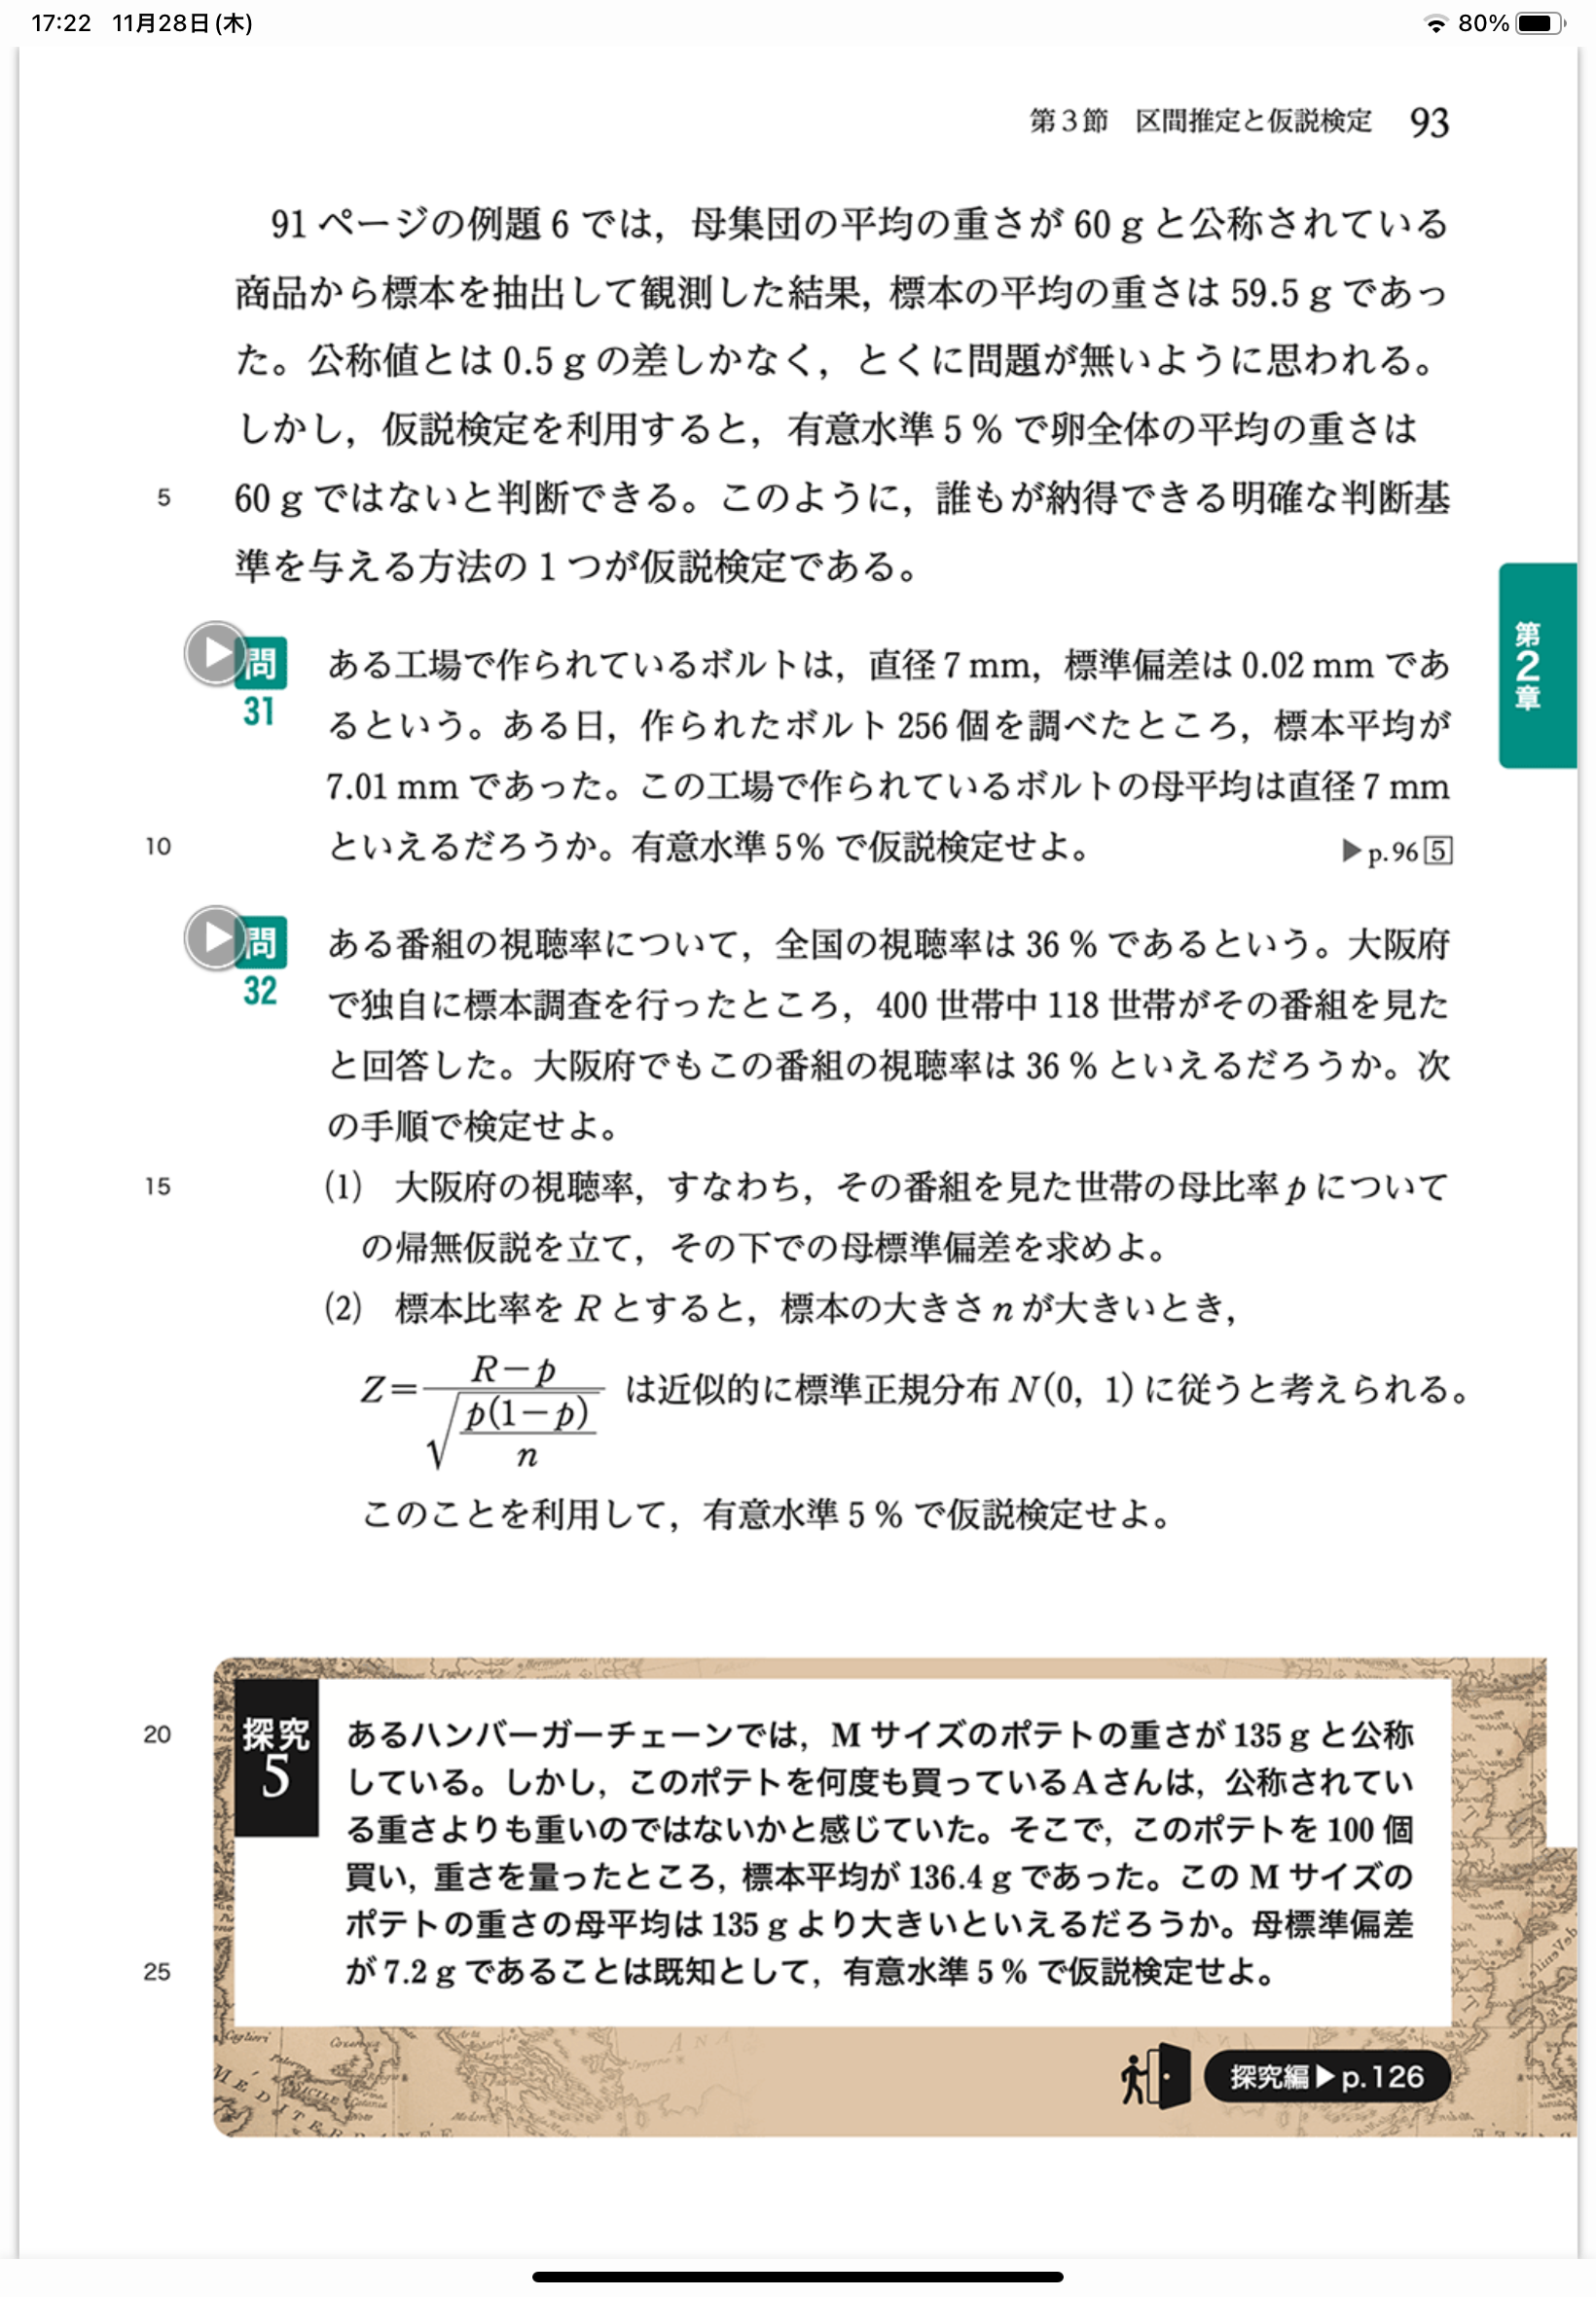 17:22 11月28日(木)
80%
第3節 区間推定と仮説検定 93
91ページの例題6では,母集団の平均の重さが60gと公称されている
商品から標本を抽出して観測した結果,標本の平均の重さは59.5gであっ
た。公称値とは0.5gの差しかなく,とくに問題が無いように思われる。
しかし,仮説検定を利用すると,有意水準5%で卵全体の平均の重さは
5 60gではないと判断できる。このように,誰もが納得できる明確な判断基
準を与える方法の1つが仮説検定である。
第2章
問31 ある工場で作られているボルトは,直径7mm,標準偏差は0.02mmであ
るという。ある日,作られたボルト256個を調べたところ,標本平均が
7.01mmであった。この工場で作られているボルトの母平均は直径7mm
10 といえるだろうか。有意水準5%で仮説検定せよ。 ▶p.96 5
問32 ある番組の視聴率について,全国の視聴率は36%であるという。大阪府
で独自に標本調査を行ったところ,400世帯中118世帯がその番組を見た
と回答した。大阪府でもこの番組の視聴率は36%といえるだろうか。次
の手順で検定せよ。
15 (1) 大阪府の視聴率,すなわち,その番組を見た世帯の母比率pについて
の帰無仮説を立て,その下での母標準偏差を求めよ。
(2) 標本比率をRとすると,標本の大きさnが大きいとき,
Z=(R−p)/√(p(1−p)/n) は近似的に標準正規分布N(0, 1)に従うと考えられる。
このことを利用して,有意水準5%で仮説検定せよ。
探究5
20 あるハンバーガーチェーンでは,Mサイズのポテトの重さが135gと公称
している。しかし,このポテトを何度も買っているAさんは,公称されてい
る重さよりも重いのではないかと感じていた。そこで,このポテトを100個
買い,重さを量ったところ,標本平均が136.4gであった。このMサイズの
ポテトの重さの母平均は135gより大きいといえるだろうか。母標準偏差
25 が7.2gであることは既知として,有意水準5%で仮説検定せよ。
探究編▶p.126